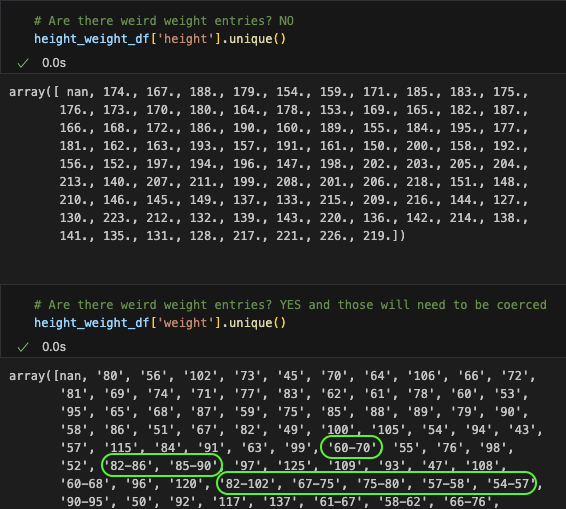 # Are there weird weight entries? NO
height_weight_df['height'].unique()
0.0s
array([ nan, 174., 167., 188., 179., 154., 159., 171., 185., 183., 175.,
176., 173., 170., 180., 164., 178., 153., 169., 165., 182., 187.,
166., 168., 172., 186., 190., 160., 189., 155., 184., 195., 177.,
181., 162., 163., 193., 157., 191., 161., 150., 200., 158., 192.,
156., 152., 197., 194., 196., 147., 198., 202., 203., 205., 204.,
213., 140., 207., 211., 199., 208., 201., 206., 218., 151., 148.,
210., 146., 145., 149., 137., 133., 215., 209., 216., 144., 127.,
130., 223., 212., 132., 139., 143., 220., 136., 142., 214., 138.,
141., 135., 131., 128., 217., 221., 226., 219.])
# Are there weird weight entries? YES and those will need to be coerced
height_weight_df['weight'].unique()
0.0s
array([nan, '80', '56', '102', '73', '45', '70', '64', '106', '66', '72',
'81', '69', '74', '71', '77', '83', '62', '61', '78', '60', '53',
'95', '65', '68', '87', '59', '75', '85', '88', '89', '79', '90',
'58', '86', '51', '67', '82', '49', '100', '105', '54', '94', '43',
'57', '115', '84', '91', '63', '99', '60-70', '55', '76', '98',
'52', '82-86', '85-90', '97', '125', '109', '93', '47', '108',
'60-68', '96', '120', '82-102', '67-75', '75-80', '57-58', '54-57',
'90-95', '50', '92', '117', '137', '61-67', '58-62', '66-76',